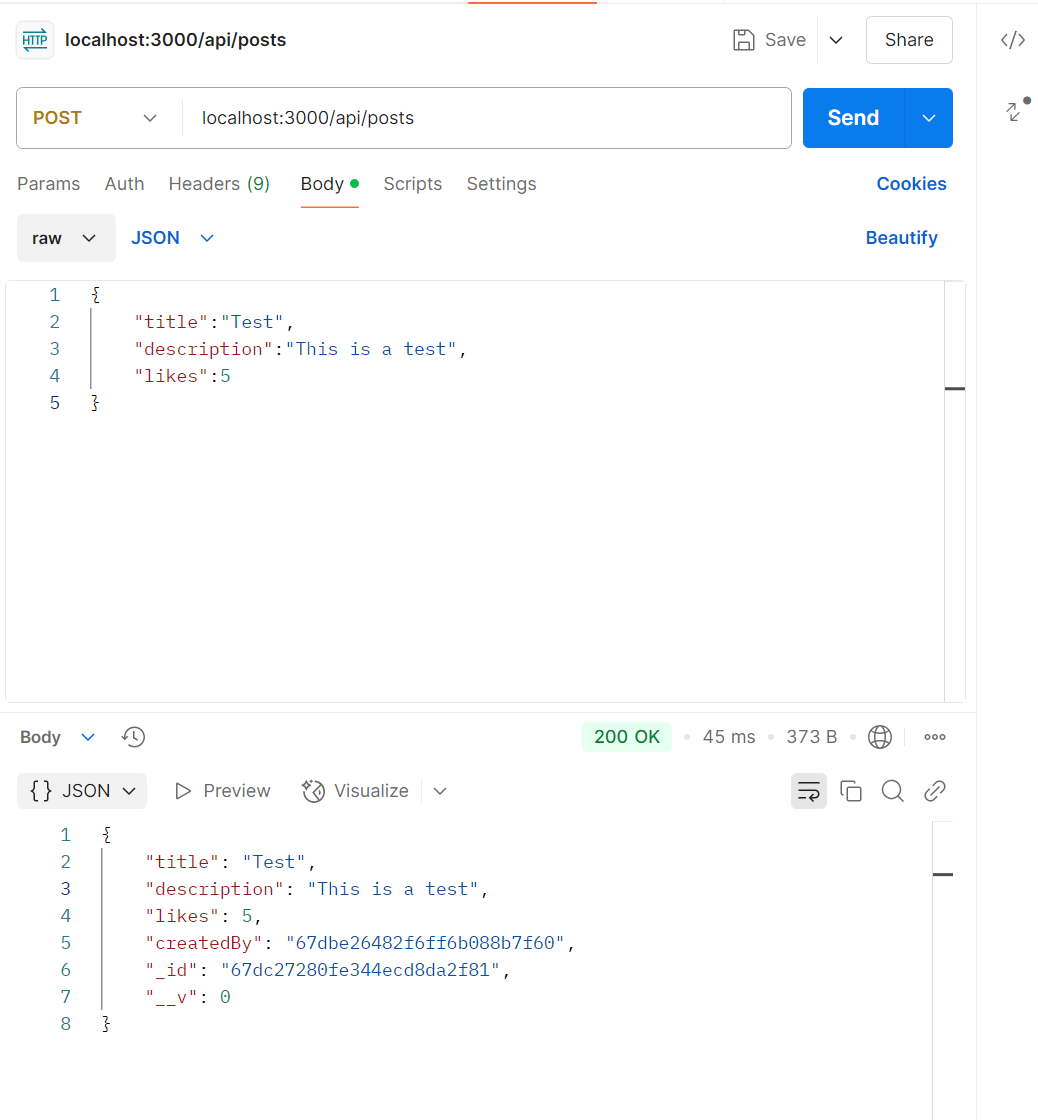 HTTP localhost:3000/api/posts Save Share
POST localhost:3000/api/posts Send
Params Auth Headers (9) Body Scripts Settings Cookies
raw JSON Beautify
1 {
2 "title":"Test",
3 "description":"This is a test",
4 "likes":5
5 }
Body 200 OK 45 ms 373 B
{} JSON Preview Visualize
1 {
2 "title": "Test",
3 "description": "This is a test",
4 "likes": 5,
5 "createdBy": "67dbe26482f6ff6b088b7f60",
6 "_id": "67dc27280fe344ecd8da2f81",
7 "__v": 0
8 }